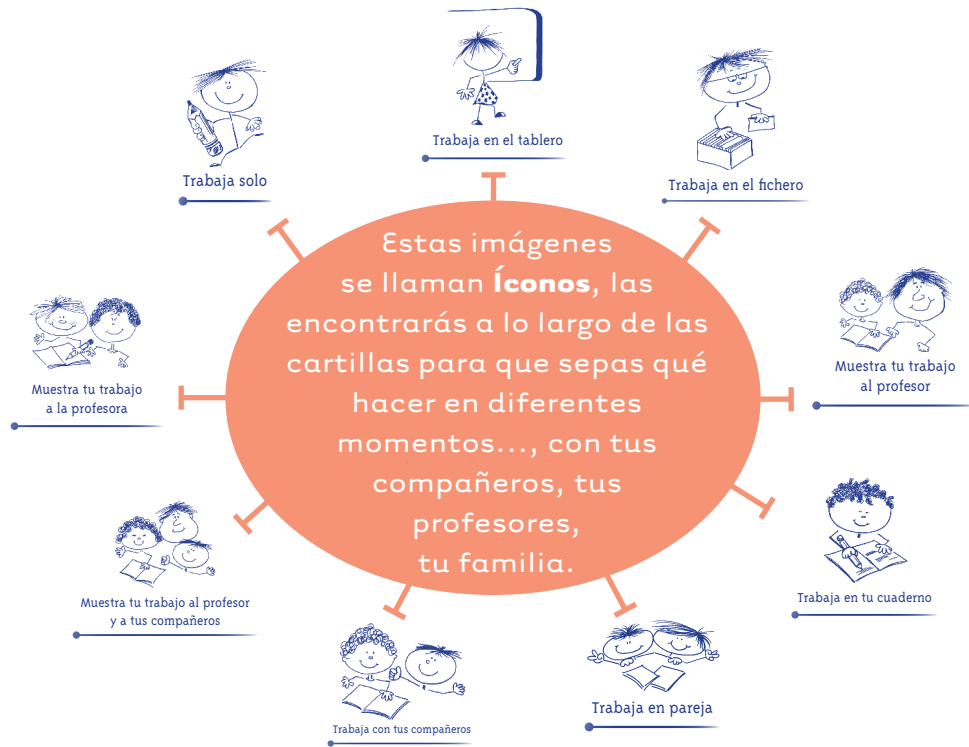 Trabaja solo
Trabaja en el tablero
Trabaja en el fichero
Estas imágenes
se llaman Íconos, las
encontrarás a lo largo de las
cartillas para que sepas qué
hacer en diferentes
momentos..., con tus
compañeros, tus
profesores,
tu familia.
Muestra tu trabajo
a la profesora
Muestra tu trabajo
al profesor
Muestra tu trabajo al profesor
y a tus compañeros
Trabaja en tu cuaderno
Trabaja con tus compañeros
Trabaja en pareja